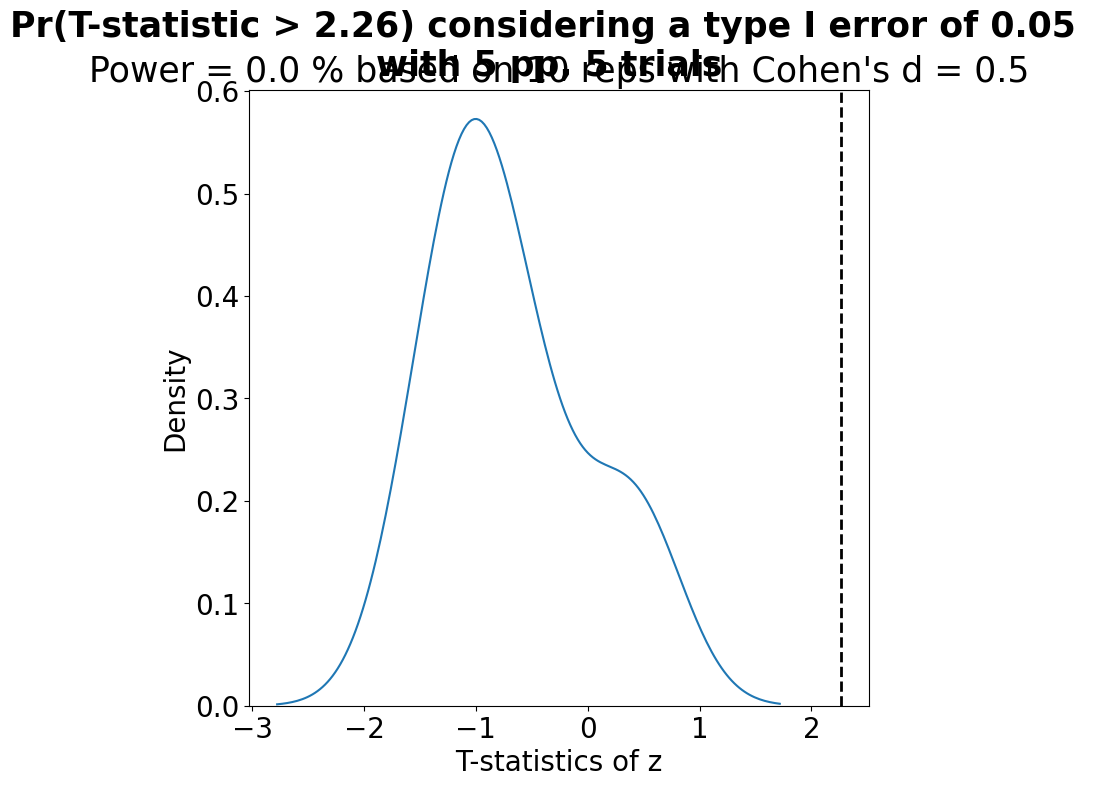 Pr(T-statistic > 2.26) considering a type I error of 0.05
with 5 pp, 5 trials
Power = 0.0 % based on 10 reps with Cohen's d = 0.5
0.6
0.5
0.4
0.3
0.2
0.1
0.0
Density
−3 −2 −1 0 1 2
T-statistics of z